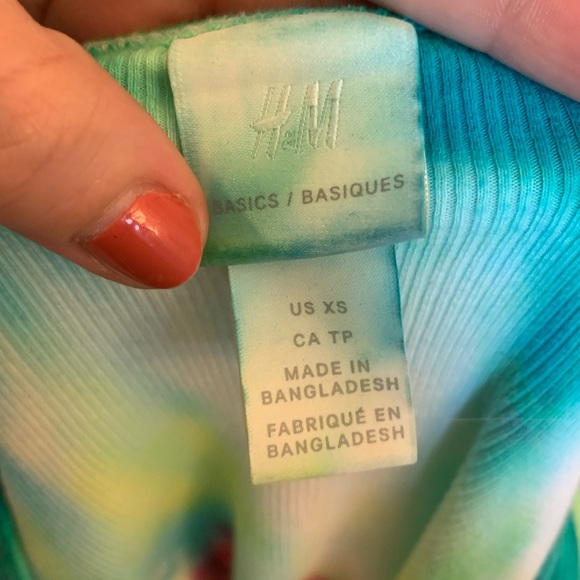 H&M
BASICS / BASIQUES
US XS
CA TP
MADE IN
BANGLADESH
FABRIQUÉ EN
BANGLADESH